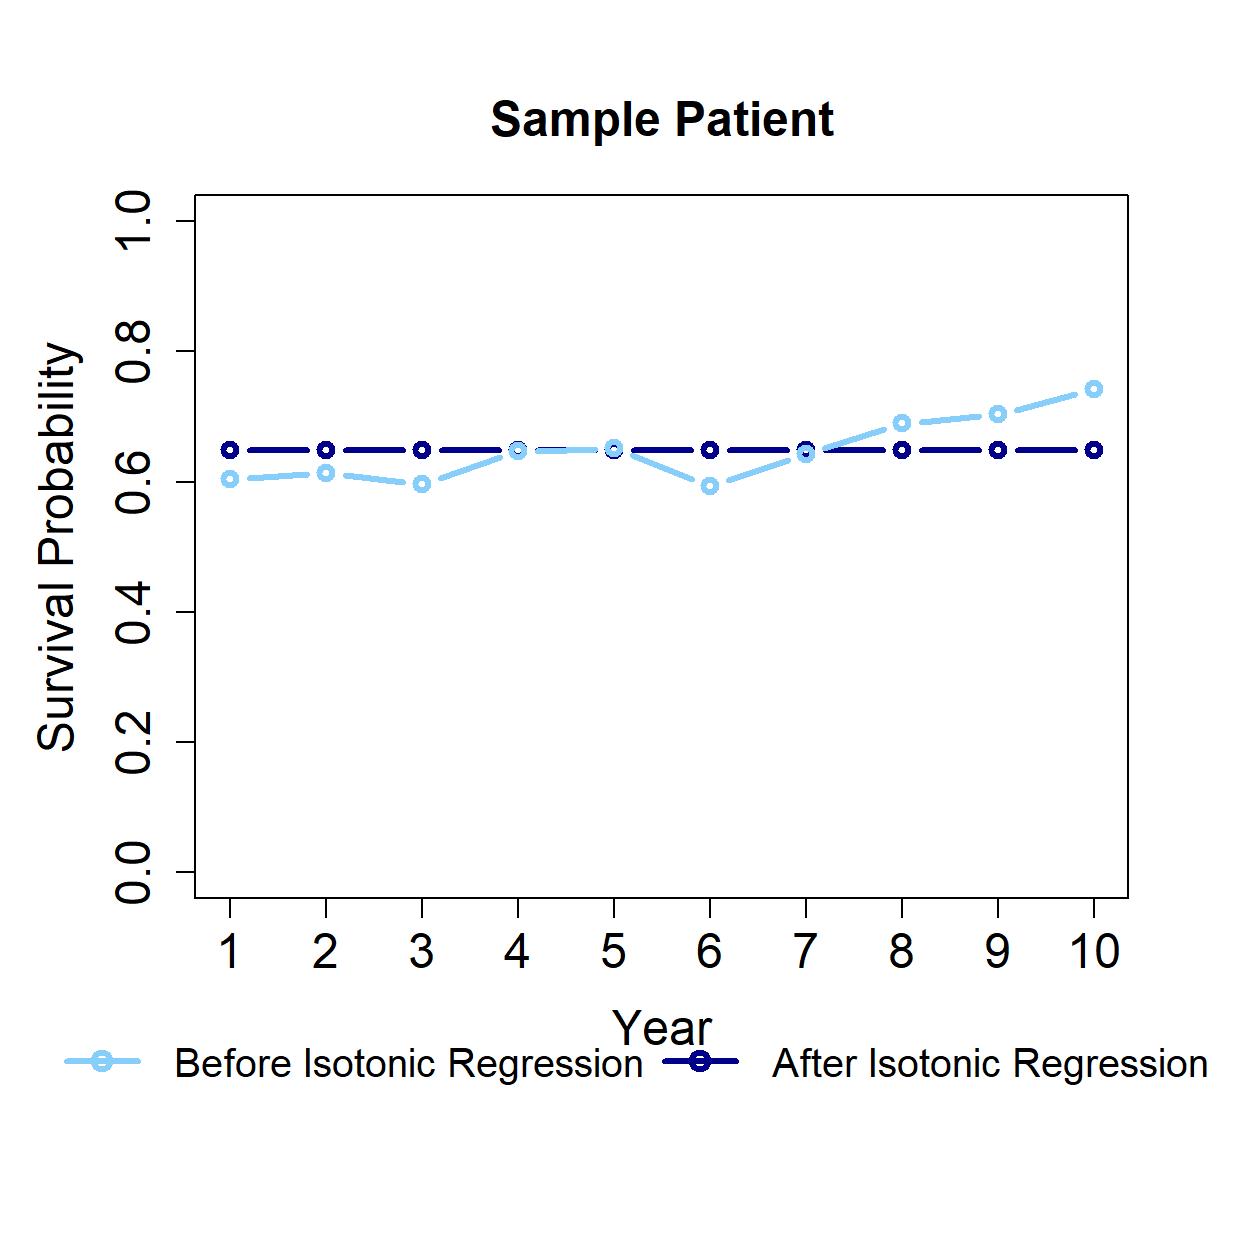 Sample Patient
Survival Probability
1.0
0.8
0.6
0.4
0.2
0.0
1 2 3 4 5 6 7 8 9 10
Year
Before Isotonic Regression After Isotonic Regression